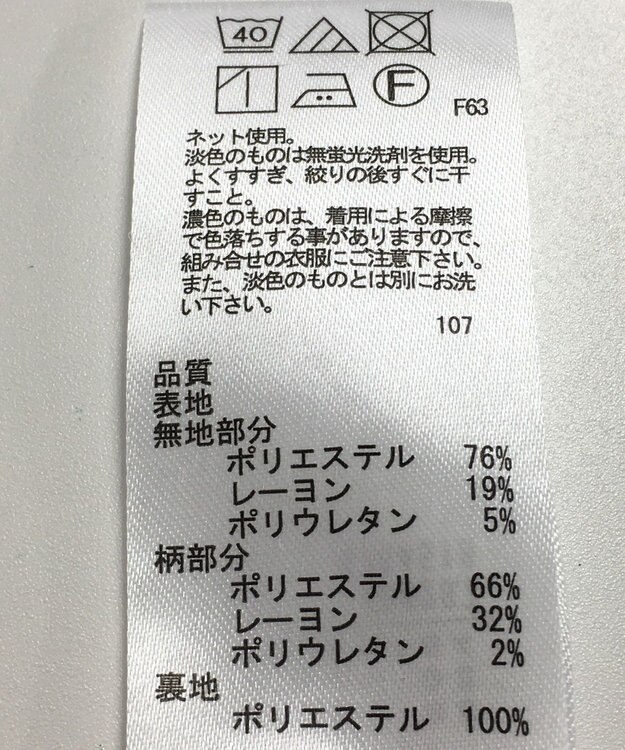 40
F
F63
ネット使用。
淡色のものは無蛍光洗剤を使用。
よくすすぎ、絞りの後すぐに干
すこと。
濃色のものは、着用による摩擦
で色落ちする事がありますので、
組み合せの衣服にご注意下さい。
また、淡色のものとは別にお洗
い下さい。
107
品質
表地
無地部分
ポリエステル 76%
レーヨン 19%
ポリウレタン 5%
柄部分
ポリエステル 66%
レーヨン 32%
ポリウレタン 2%
裏地
ポリエステル 100%